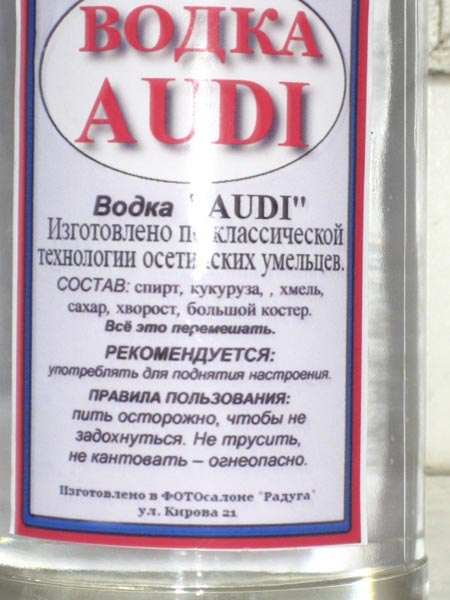 ВОДКА
AUDI
Водка "AUDI"
Изготовлено по классической
технологии осетинских умельцев.
СОСТАВ: спирт, кукуруза, , хмель,
сахар, хворост, большой костер.
Всё это перемешать.
РЕКОМЕНДУЕТСЯ:
употреблять для поднятия настроения.
ПРАВИЛА ПОЛЬЗОВАНИЯ:
пить осторожно, чтобы не
задохнуться. Не трусить,
не кантовать – огнеопасно.
Изготовлено в ФОТОсалоне "Радуга"
ул. Кирова 21